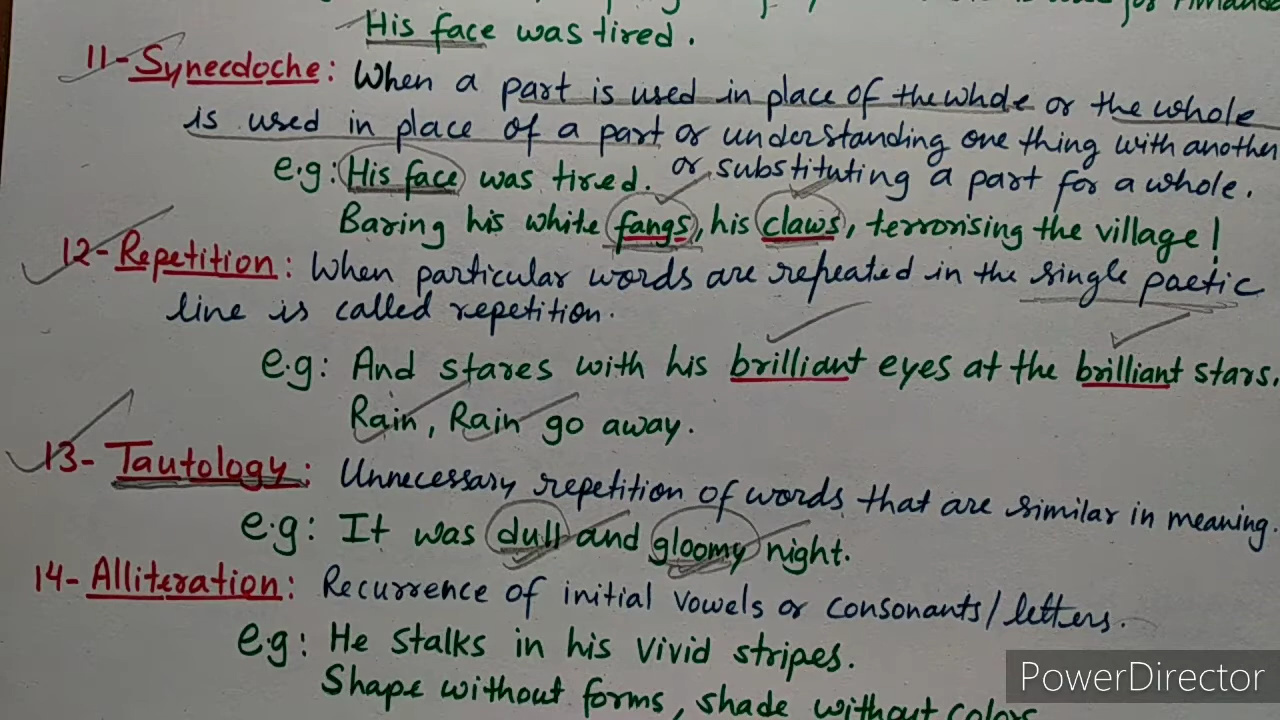 is used for
His face was tired.
11- Synecdoche: When a part is used in place of the whole or the whole
is used in place of a part or understanding one thing with another
or substituting a part for a whole.
e.g: His face was tired.
Baring his white fangs, his claws, terrorising the village!
12- Repetition: When particular words are repeated in the single paetic
line is called repetition.
e.g: And stares with his brilliant eyes at the brilliant stars.
Rain, Rain go away.
13- Tautology: Unnecessary repetition of words that are similar in meaning.
e.g: It was dull and gloomy night.
14- Alliteration: Recurrence of initial vowels or consonants/letters.
e.g: He stalks in his vivid stripes.
Shape without forms, shade without colors
PowerDirector